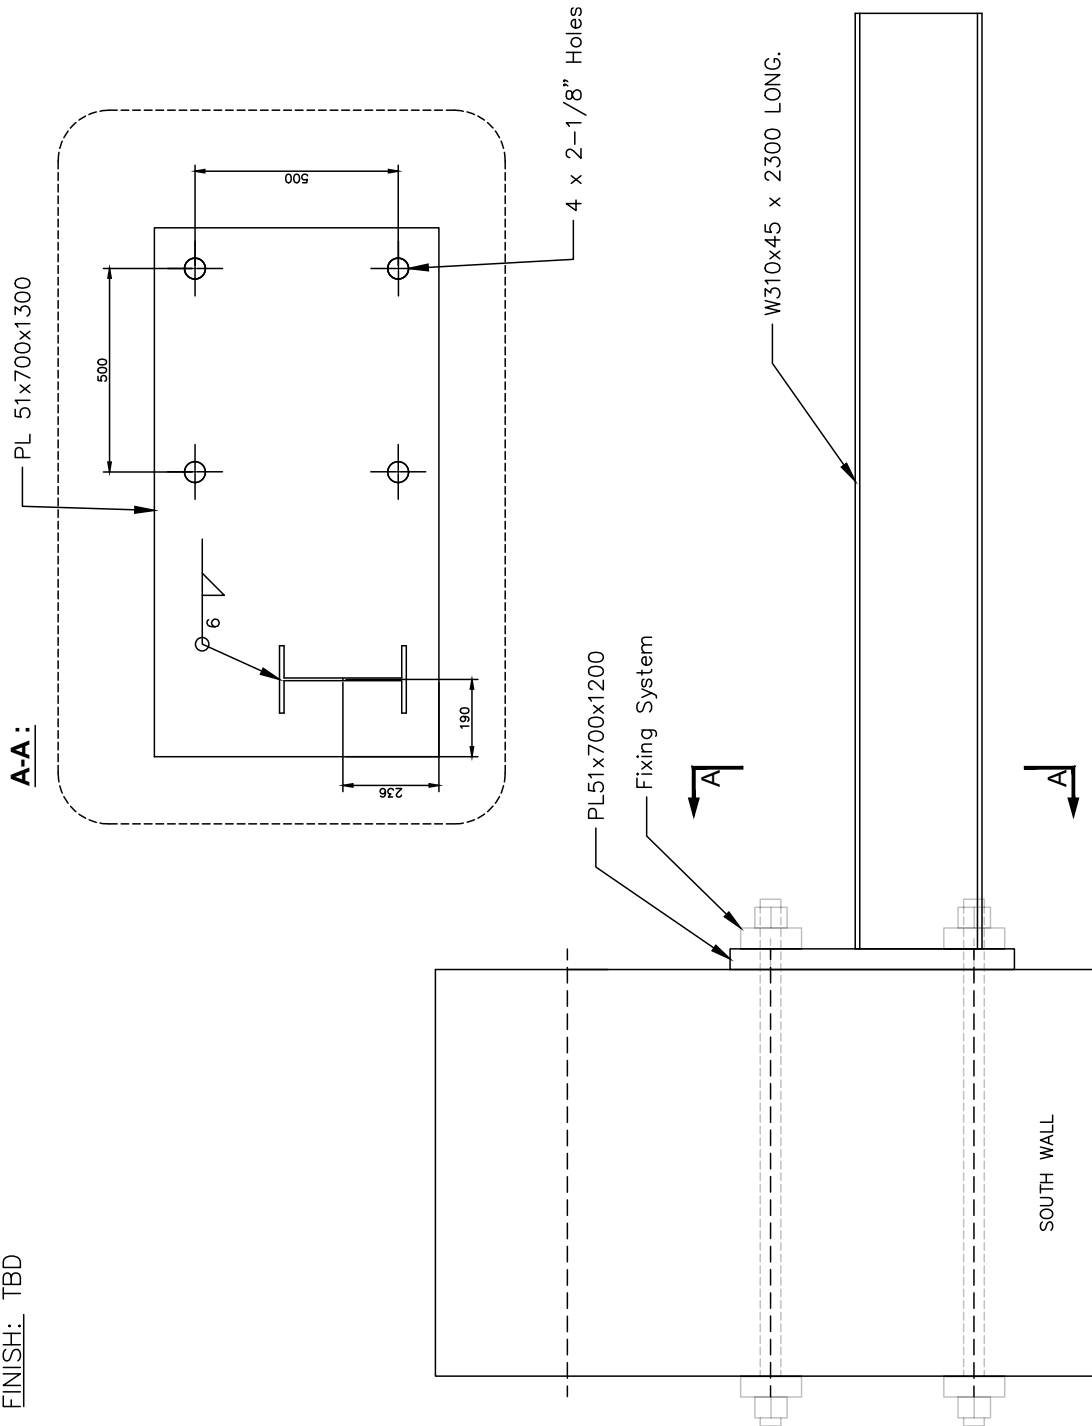 FINISH: TBD
A-A :
PL 51x700x1300
500
500
4 x 2-1/8" Holes
6
190
236
PL51x700x1200
Fixing System
W310x45 x 2300 LONG.
A
A
SOUTH WALL